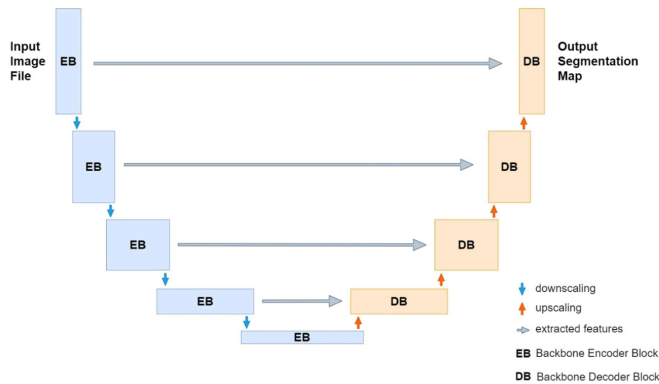 Input
Image
File
EB
DB
Output
Segmentation
Map
EB
DB
EB
DB
EB
DB
EB
downscaling
upscaling
extracted features
EB Backbone Encoder Block
DB Backbone Decoder Block